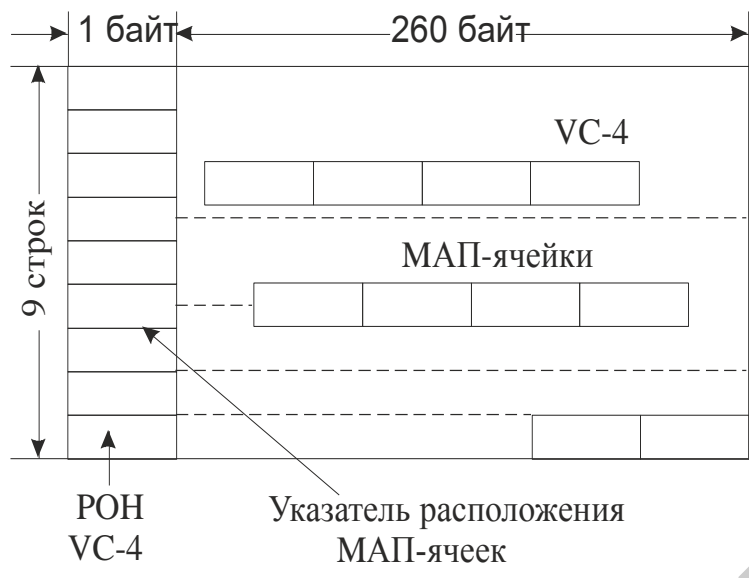 1 байт
260 байт
VC-4
МАП-ячейки
9 строк
РОН
VC-4
Указатель расположения
МАП-ячеек